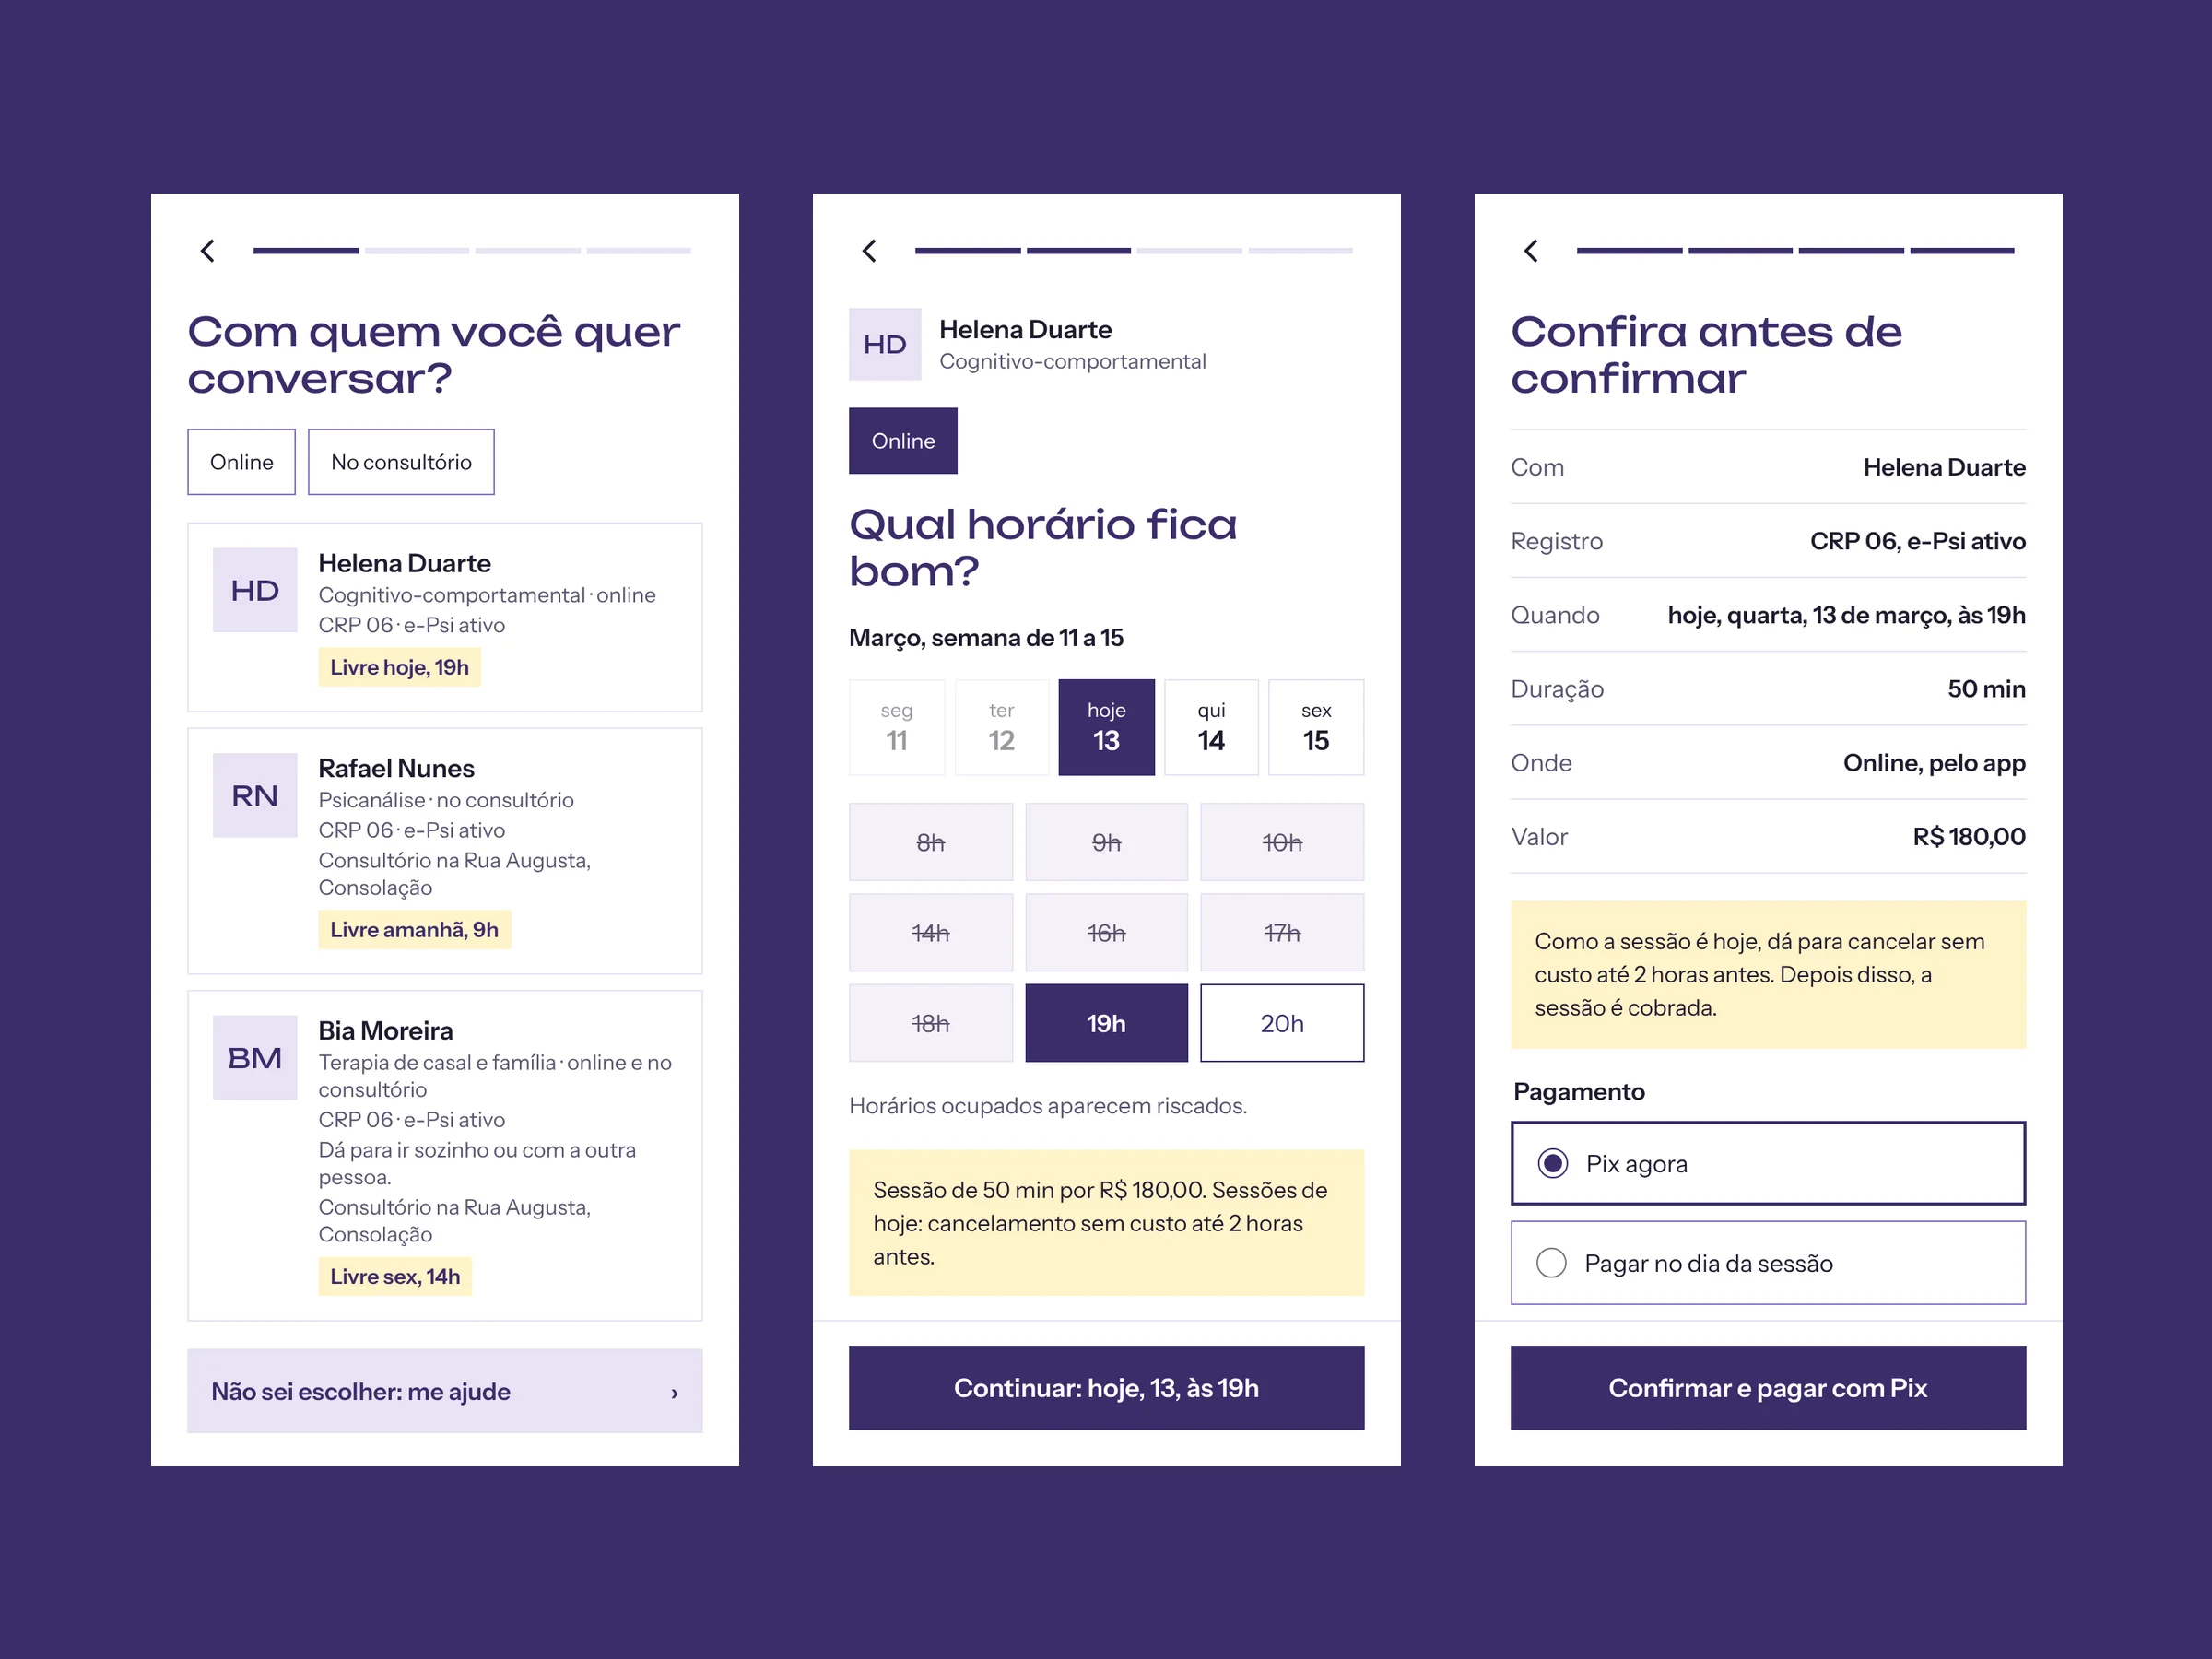 Com quem você quer
conversar?
Online
No consultório
HD
Helena Duarte
Cognitivo-comportamental · online
CRP 06 · e-Psi ativo
Livre hoje, 19h
RN
Rafael Nunes
Psicanálise · no consultório
CRP 06 · e-Psi ativo
Consultório na Rua Augusta,
Consolação
Livre amanhã, 9h
BM
Bia Moreira
Terapia de casal e família · online e no
consultório
CRP 06 · e-Psi ativo
Dá para ir sozinho ou com a outra
pessoa.
Consultório na Rua Augusta,
Consolação
Livre sex, 14h
Não sei escolher: me ajude ›
HD
Helena Duarte
Cognitivo-comportamental
Online
Qual horário fica
bom?
Março, semana de 11 a 15
seg ter hoje qui sex
11 12 13 14 15
8h 9h 10h
14h 16h 17h
18h 19h 20h
Horários ocupados aparecem riscados.
Sessão de 50 min por R$ 180,00. Sessões de
hoje: cancelamento sem custo até 2 horas
antes.
Continuar: hoje, 13, às 19h
Confira antes de
confirmar
Com Helena Duarte
Registro CRP 06, e-Psi ativo
Quando hoje, quarta, 13 de março, às 19h
Duração 50 min
Onde Online, pelo app
Valor R$ 180,00
Como a sessão é hoje, dá para cancelar sem
custo até 2 horas antes. Depois disso, a
sessão é cobrada.
Pagamento
Pix agora
Pagar no dia da sessão
Confirmar e pagar com Pix